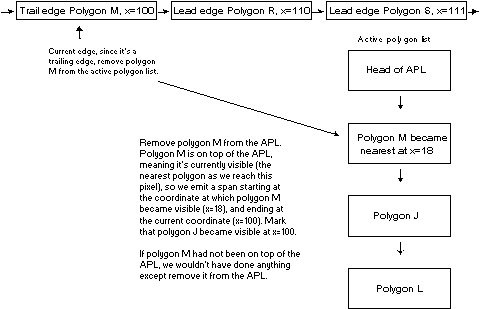 Trail edge Polygon M, x=100
Lead edge Polygon R, x=110
Lead edge Polygon S, x=111
Current edge, since it's a
trailing edge, remove polygon
M from the active polygon list.
Active polygon list
Head of APL
Polygon M became
nearest at x=18
Remove polygon M from the APL.
Polygon M is on top of the APL,
meaning it's currently visible (the
nearest polygon as we reach this
pixel), so we emit a span starting at
the coordinate at which polygon M
became visible (x=18), and ending at
the current coordinate (x=100). Mark
that polygon J became visible at x=100.
If polygon M had not been on top of the
APL, we wouldn't have done anything
except remove it from the APL.
Polygon J
Polygon L